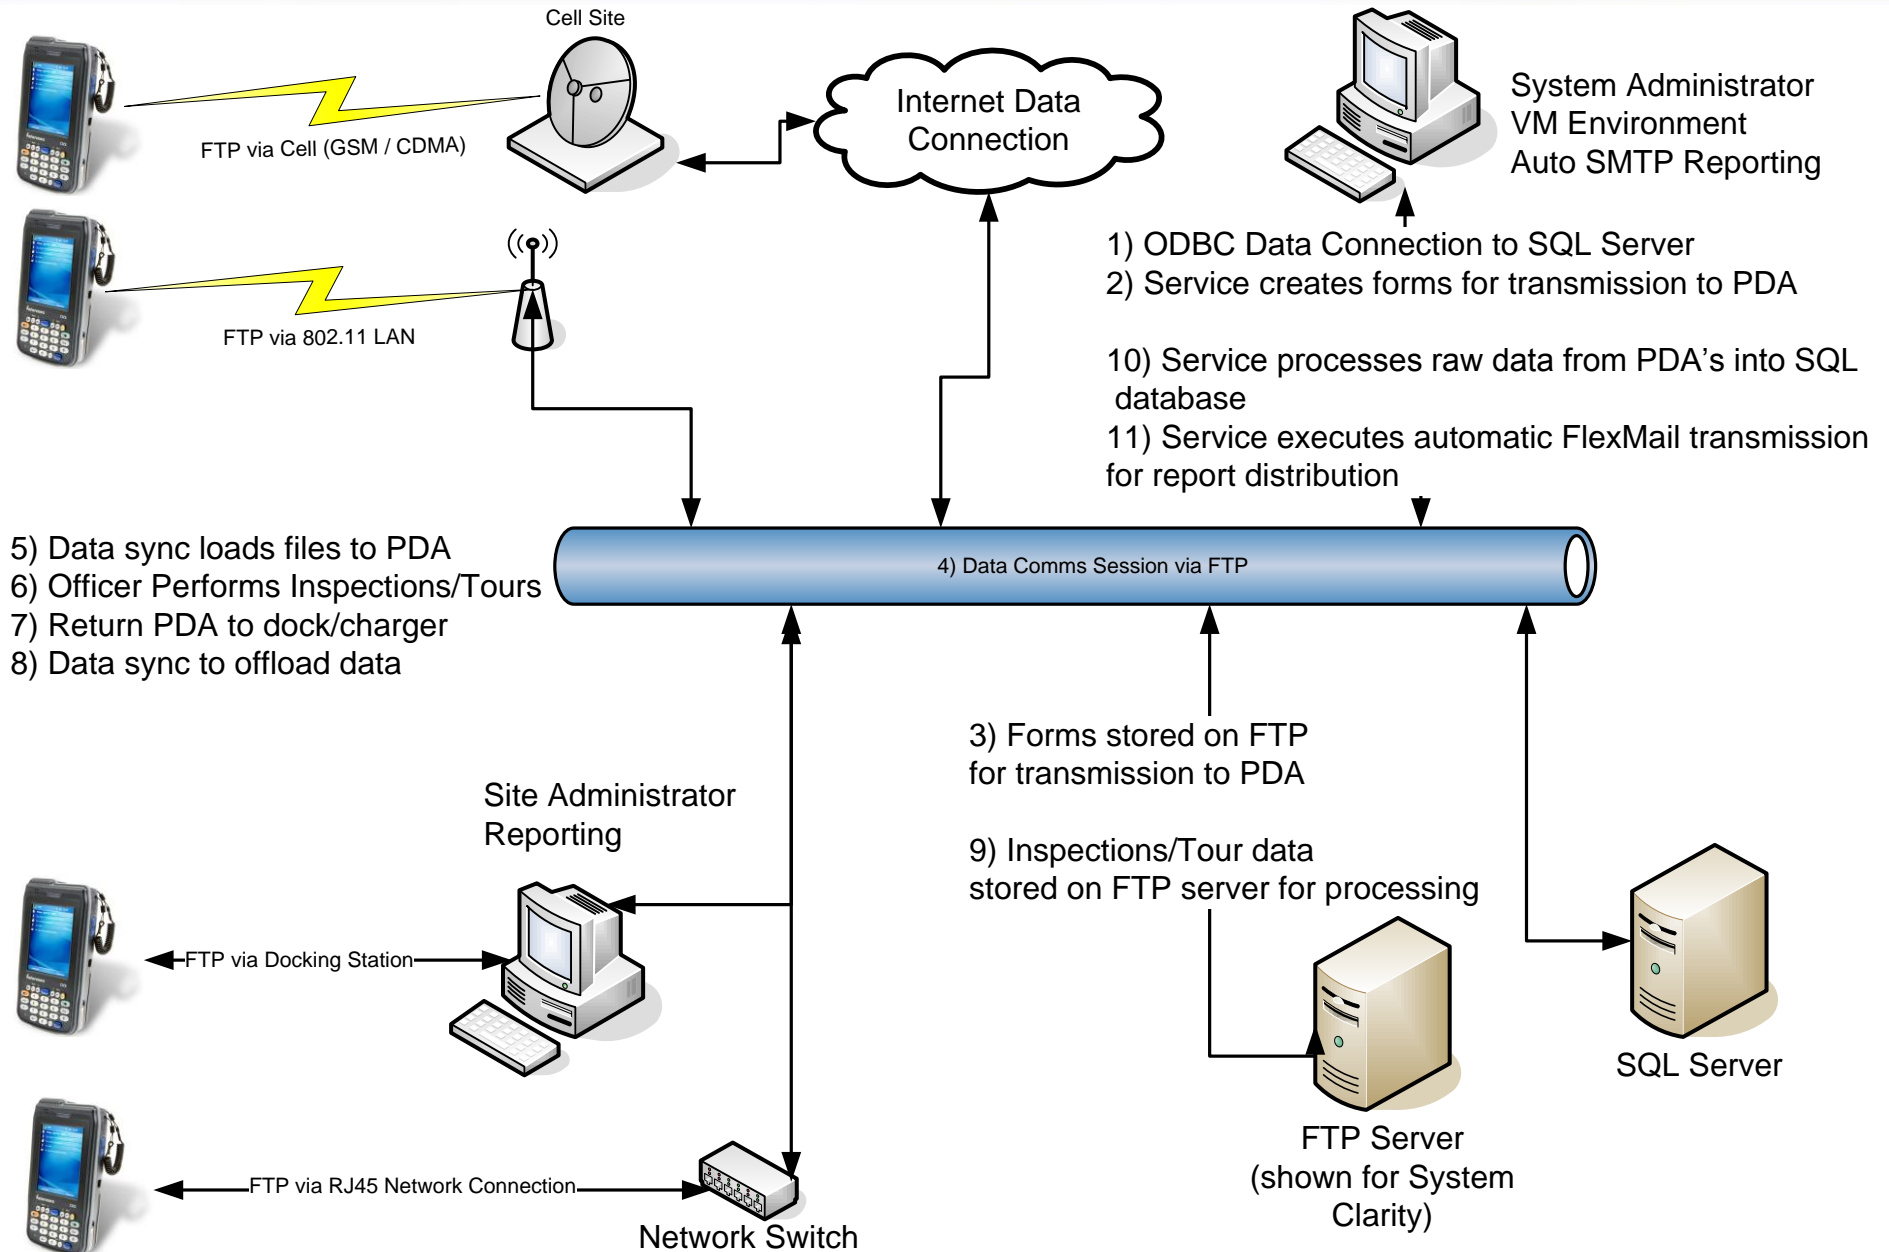 Cell Site
Internet Data
Connection
System Administrator
VM Environment
Auto SMTP Reporting
FTP via Cell (GSM / CDMA)
FTP via 802.11 LAN
1) ODBC Data Connection to SQL Server
2) Service creates forms for transmission to PDA
10) Service processes raw data from PDA's into SQL
database
11) Service executes automatic FlexMail transmission
for report distribution
4) Data Comms Session via FTP
5) Data sync loads files to PDA
6) Officer Performs Inspections/Tours
7) Return PDA to dock/charger
8) Data sync to offload data
3) Forms stored on FTP
for transmission to PDA
9) Inspections/Tour data
stored on FTP server for processing
Site Administrator
Reporting
FTP via Docking Station
FTP via RJ45 Network Connection
Network Switch
FTP Server
(shown for System
Clarity)
SQL Server